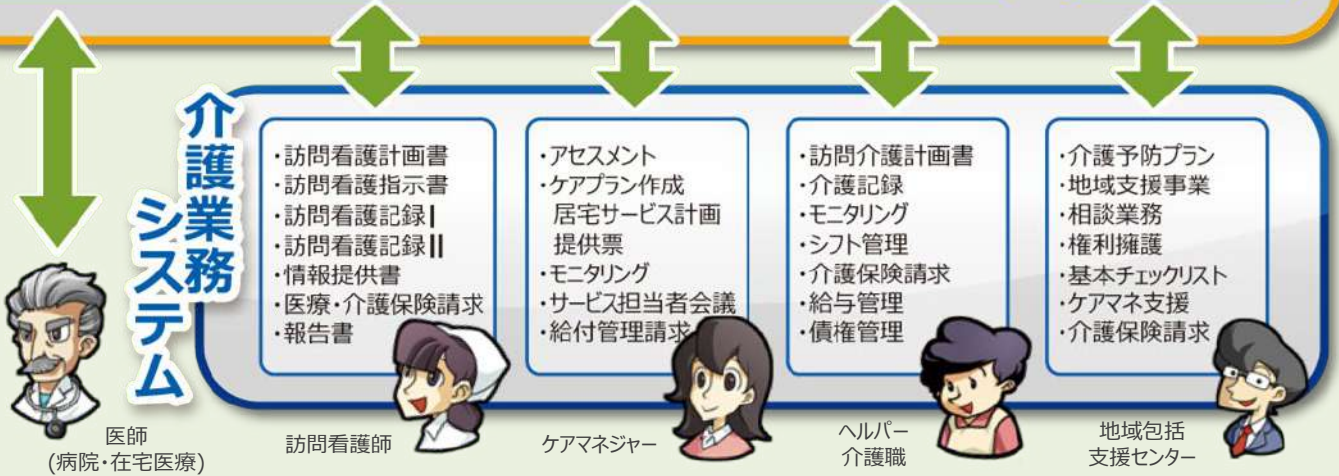 介護業務
システム
・訪問看護計画書
・訪問看護指示書
・訪問看護記録Ⅰ
・訪問看護記録Ⅱ
・情報提供書
・医療・介護保険請求
・報告書
・アセスメント
・ケアプラン作成
居宅サービス計画
提供票
・モニタリング
・サービス担当者会議
・給付管理請求
・訪問介護計画書
・介護記録
・モニタリング
・シフト管理
・介護保険請求
・給与管理
・債権管理
・介護予防プラン
・地域支援事業
・相談業務
・権利擁護
・基本チェックリスト
・ケアマネ支援
・介護保険請求
医師
(病院・在宅医療)
訪問看護師
ケアマネジャー
ヘルパー
介護職
地域包括
支援センター